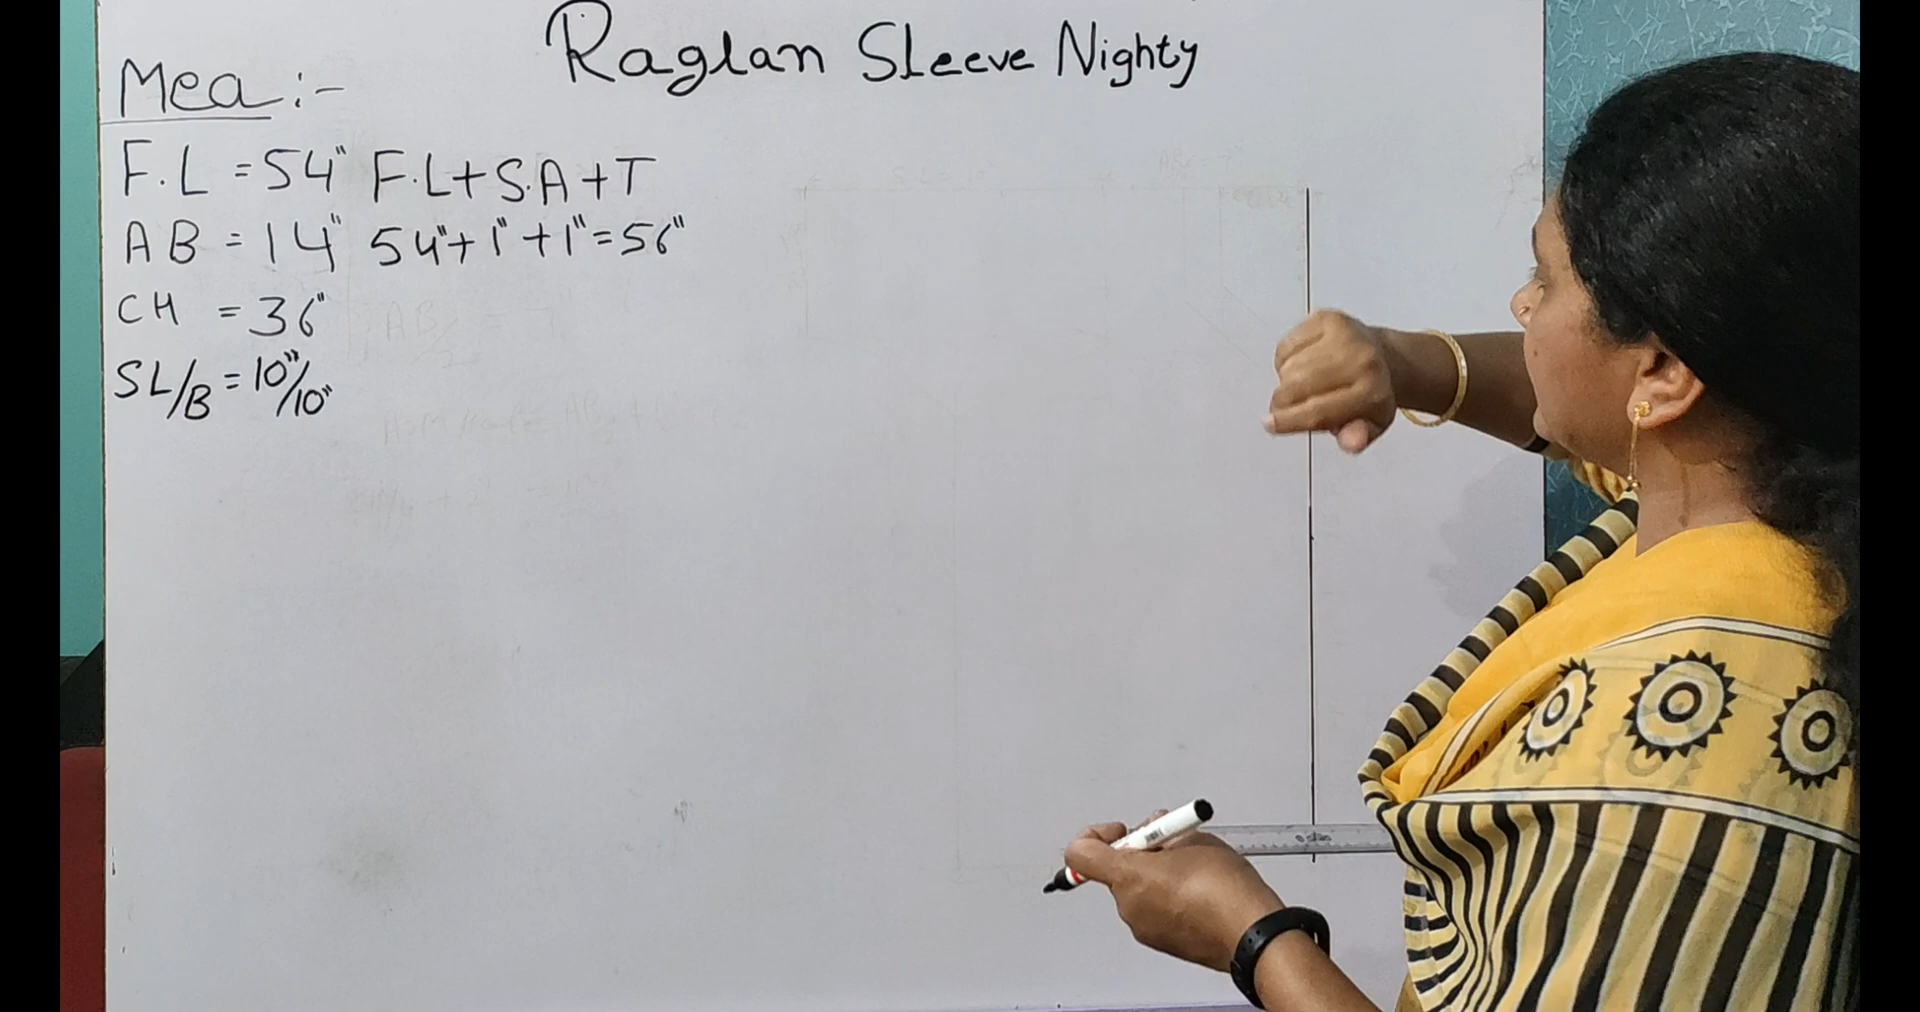 Raglan Sleeve Nighty
Mea:-
F.L = 54" F.L+S.A+T
AB = 14" 54"+1"+1"=56"
CH = 36"
SL/B = 10"/10"